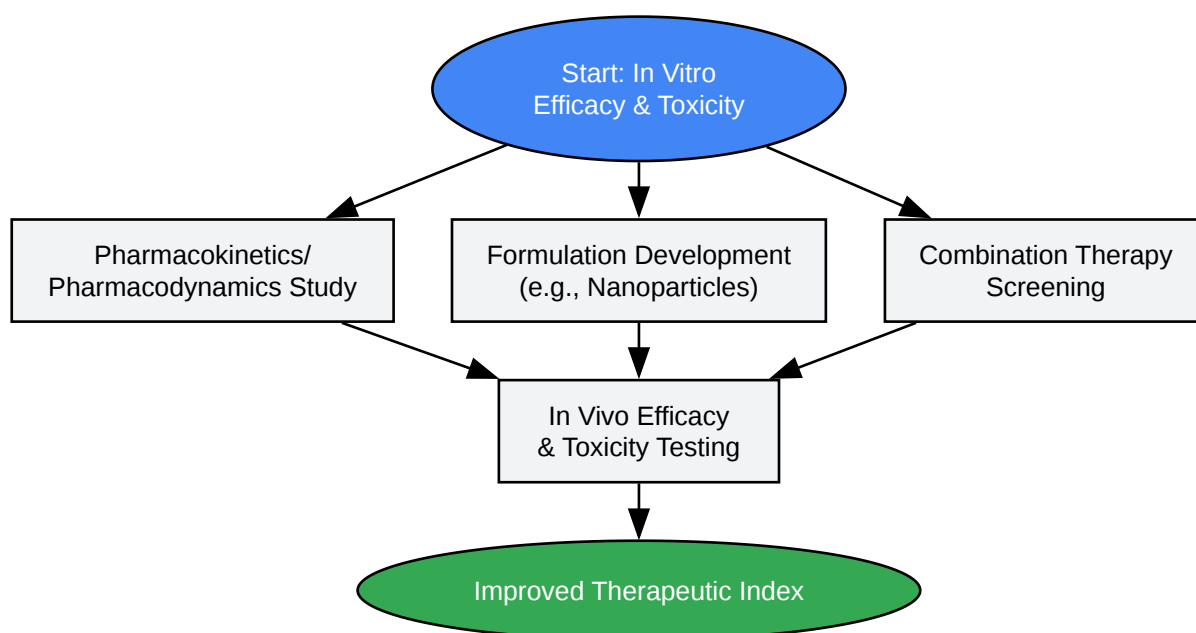 Start: In Vitro
Efficacy & Toxicity
Pharmacokinetics/
Pharmacodynamics Study
Formulation Development
(e.g., Nanoparticles)
Combination Therapy
Screening
In Vivo Efficacy
& Toxicity Testing
Improved Therapeutic Index